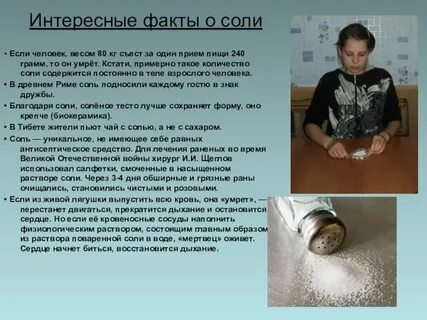 Интересные факты о соли
• Если человек, весом 80 кг съест за один прием пищи 240
грамм, то он умрёт. Кстати, примерно такое количество
соли содержится постоянно в теле взрослого человека.
• В древнем Риме соль подносили каждому гостю в знак
дружбы.
• Благодаря соли, солёное тесто лучше сохраняет форму, оно
крепче (биокерамика).
• В Тибете жители пьют чай с солью, а не с сахаром.
• Соль — уникальное, не имеющее себе равных
антисептическое средство. Для лечения раненых во время
Великой Отечественной войны хирург И.И. Щеглов
использовал салфетки, смоченные в насыщенном
растворе соли. Через 3-4 дня обширные и грязные раны
очищались, становились чистыми и розовыми.
• Если из живой лягушки выпустить всю кровь, она «умрет», —
перестанет двигаться, прекратится дыхание и остановится
сердце. Но если её кровеносные сосуды наполнить
физиологическим раствором, состоящим главным образом
из раствора поваренной соли в воде, «мертвец» оживет.
Сердце начнет биться, восстановится дыхание.